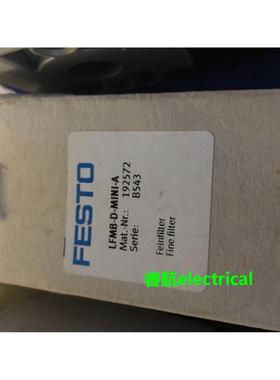 FESTO
LFMB-D-MINI-A
Mat.-Nr.: 192572
Serie: B543
Feinfilter
Fine filter
睿航electrical